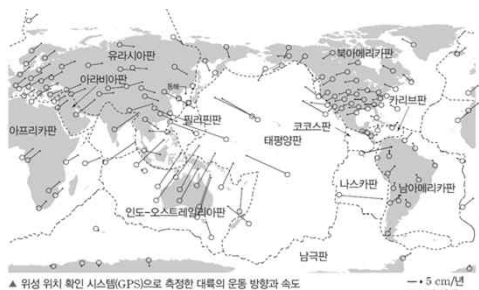 유라시아판
북아메리카판
아라비아판
동해
카리브판
필리핀판
아프리카판
코코스판
태평양판
나스카판
남아메리카판
인도-오스트레일리아판
남극판
▲ 위성 위치 확인 시스템(GPS)으로 측정한 대륙의 운동 방향과 속도
5 cm/년